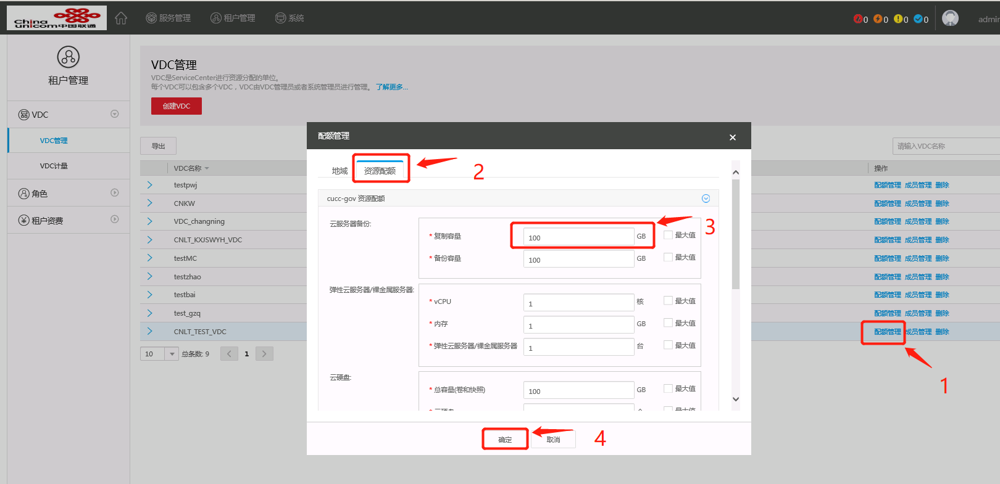 China
unicom中国联通
服务管理
租户管理
系统
0
0
0
0
admin
租户管理
VDC
VDC管理
VDC计量
角色
租户资费
VDC管理
VDC是ServiceCenter进行资源分配的单位。
每个VDC可以包含多个VDC，VDC由VDC管理员或者系统管理员进行管理。 了解更多...
创建VDC
导出
请输入VDC名称
VDC名称
操作
testpwj
配额管理 成员管理 删除
CNKW
配额管理 成员管理 删除
VDC_changning
配额管理 成员管理 删除
CNLT_KXJSWYH_VDC
配额管理 成员管理 删除
testMC
配额管理 成员管理 删除
testzhao
配额管理 成员管理 删除
testbai
配额管理 成员管理 删除
test_gzq
配额管理 成员管理 删除
CNLT_TEST_VDC
配额管理 成员管理 删除
10
总条数: 9
1
配额管理
×
地域
资源配额
2
cucc-gov 资源配额
云服务器备份:
* 复制容量 100 GB 最大值
3
* 备份容量 100 GB 最大值
弹性云服务器/裸金属服务器:
* vCPU 1 核 最大值
* 内存 1 GB 最大值
* 弹性云服务器/裸金属服务器 1 台 最大值
云硬盘:
* 总容量(卷和快照) 100 GB 最大值
* 云硬盘 个 最大值
确定
取消
4
1